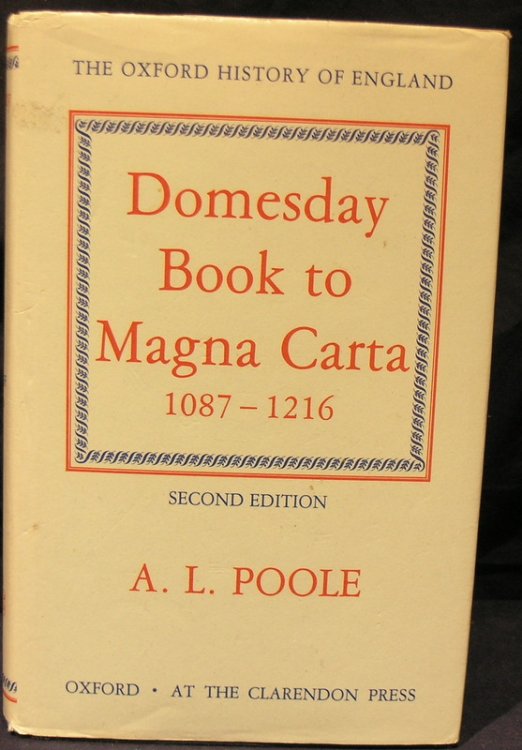 THE OXFORD HISTORY OF ENGLAND
Domesday
Book to
Magna Carta
1087 – 1216
SECOND EDITION
A. L. POOLE
OXFORD · AT THE CLARENDON PRESS